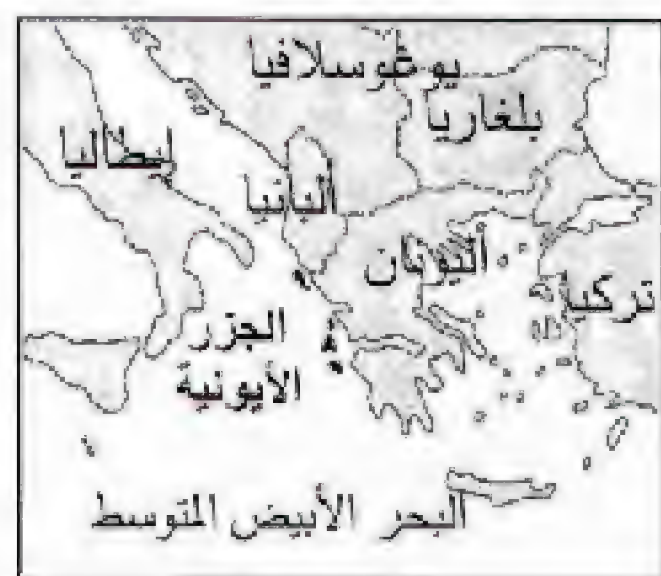 يوغوسلافيا
بلغاريا
إيطاليا
ألبانيا
اليونان
تركيا
الجزر
الأيونية
البحر الأبيض المتوسط